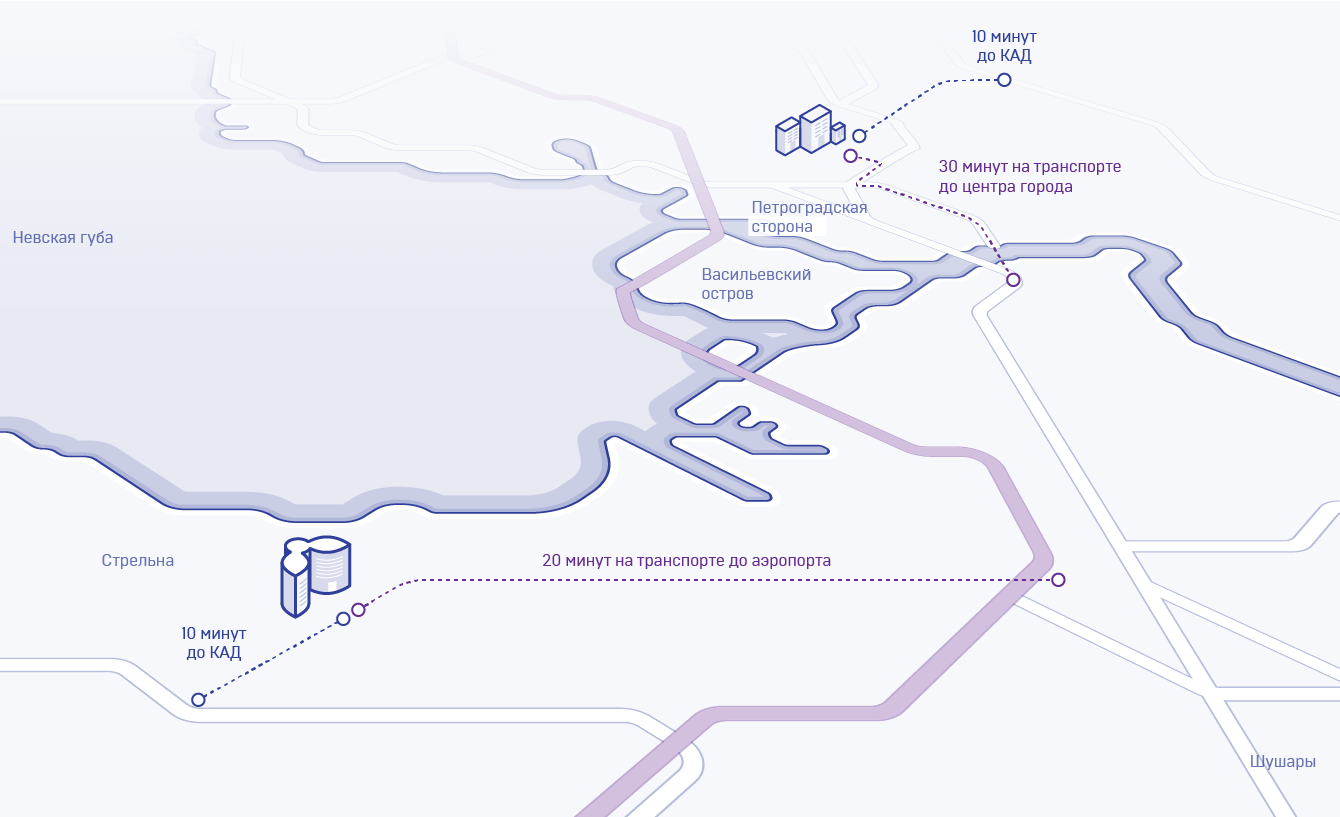 10 минут
до КАД
30 минут на транспорте
до центра города
Петроградская
сторона
Невская губа
Васильевский
остров
Стрельна
20 минут на транспорте до аэропорта
10 минут
до КАД
Шушары